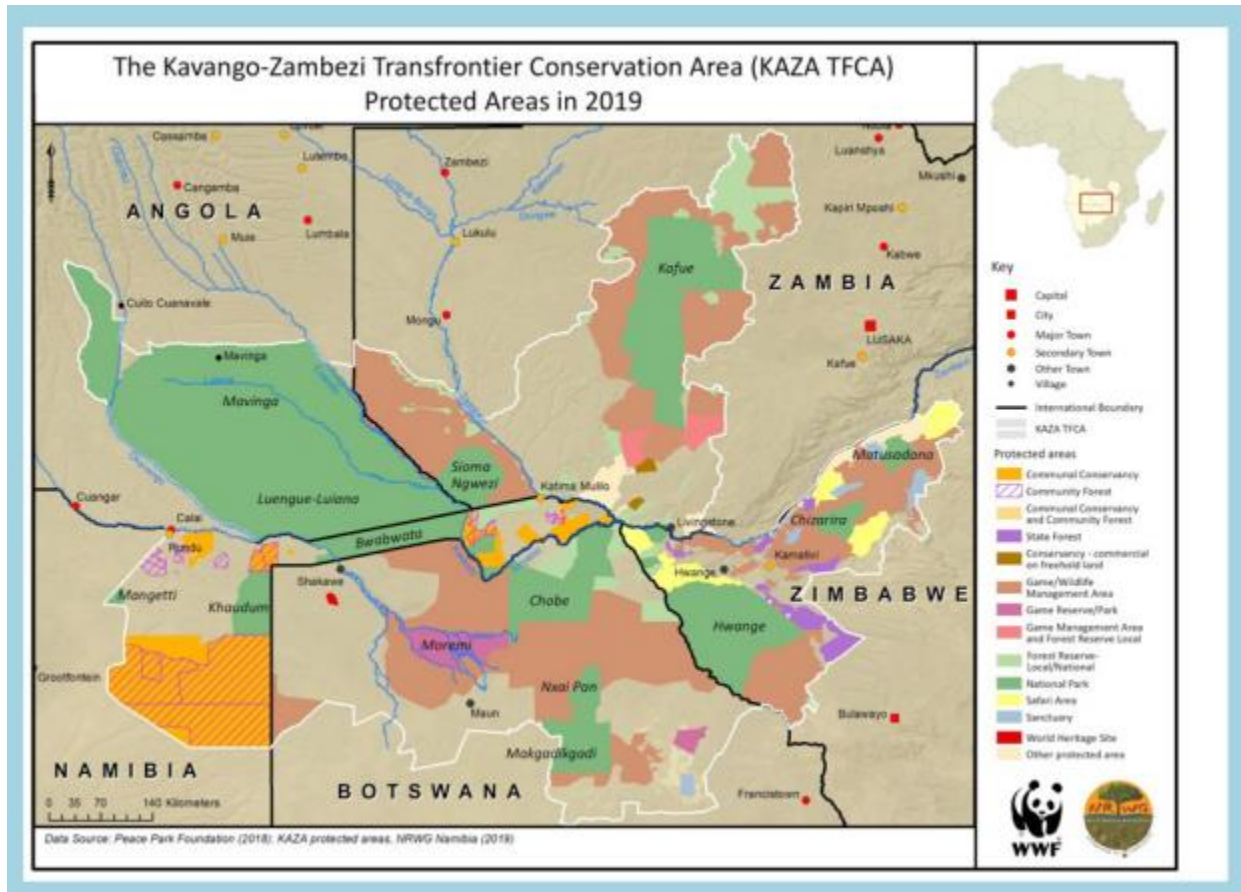 The Kavango-Zambezi Transfrontier Conservation Area (KAZA TFCA)
Protected Areas in 2019
Cassamba
Cangamba
ANGOLA
Muie
Lumbala
Cuito Cuanavale
Mavinga
Mavinga
Luengue-Luiana
Cuangar
Calai
Rundu
Mangetti
Khaudum
Grootfontein
NAMIBIA
0 35 70 140 Kilometers
Zambezi
Lukulu
Mongu
Sioma
Ngwezi
Katima Mulilo
Bwabwata
Shakawe
Moremi
Maun
Chobe
Nxai Pan
Makgadikgadi
BOTSWANA
Francistown
Kafue
ZAMBIA
Luanshya
Mkushi
Kapiri Mposhi
Kabwe
LUSAKA
Kafue
Livingstone
Matusadona
Chizarira
Kamativi
Hwange
ZIMBABWE
Hwange
Bulawayo
Data Source: Peace Park Foundation (2018); KAZA protected areas, NRWG Namibia (2019)
Key
Capital
City
Major Town
Secondary Town
Other Town
Village
International Boundary
KAZA TFCA
Protected areas
Communal Conservancy
Community Forest
Communal Conservancy
and Community Forest
State Forest
Conservancy - commercial
on freehold land
Game/Wildlife
Management Area
Game Reserve/Park
Game Management Area
and Forest Reserve Local
Forest Reserve-
Local/National
National Park
Safari Area
Sanctuary
World Heritage Site
Other protected area
WWF
NRWG